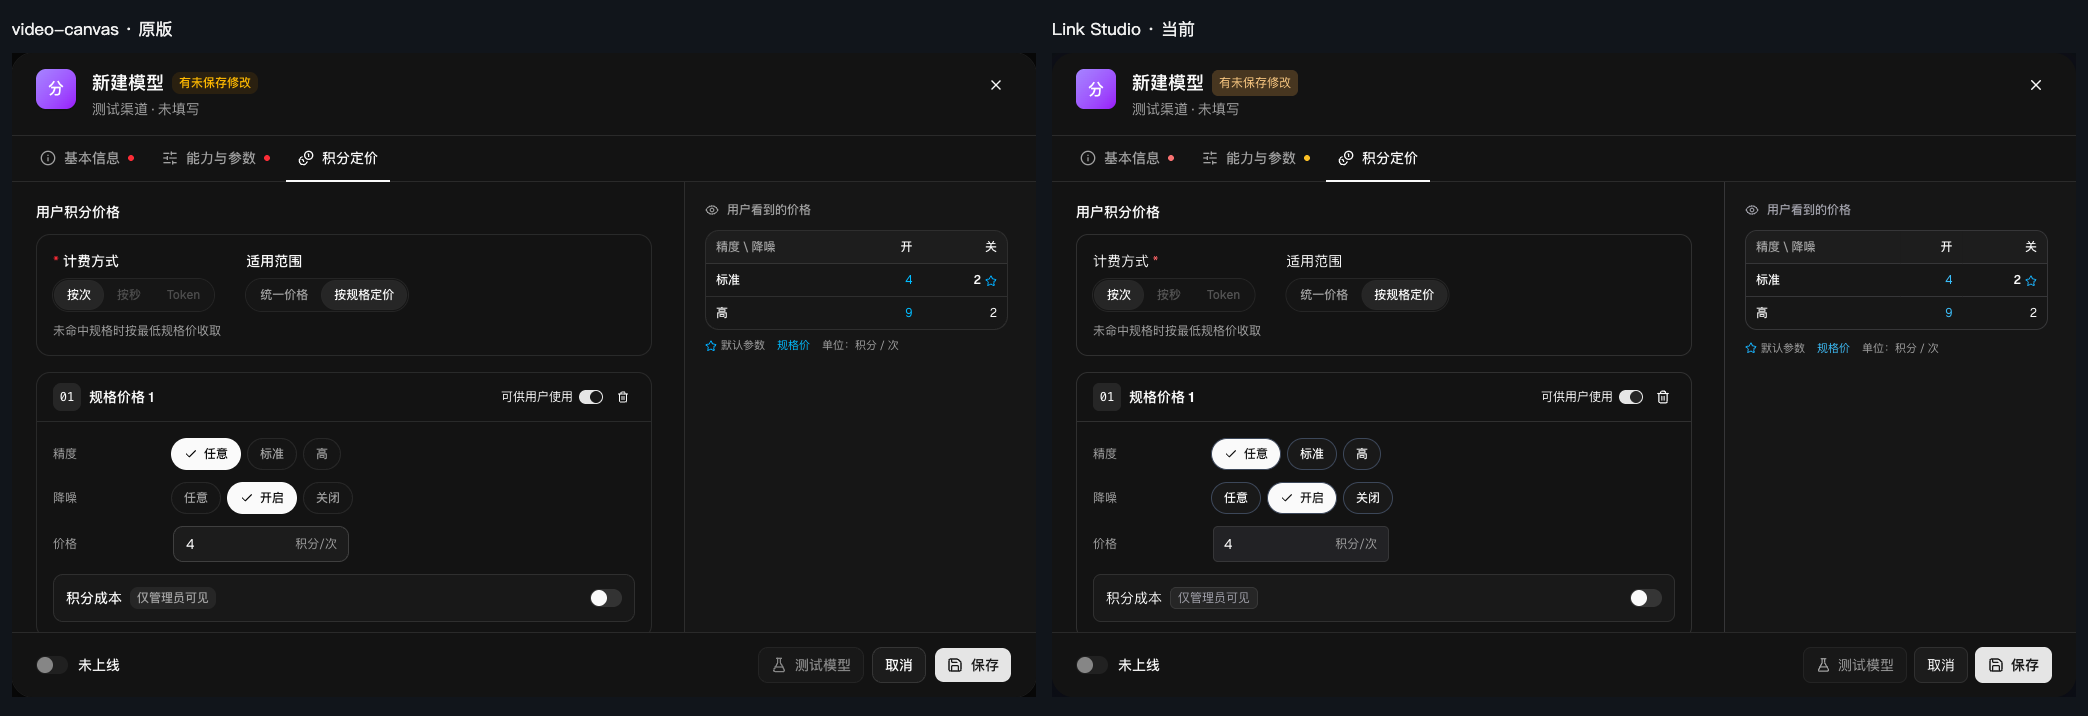 video-canvas · 原版
分
新建模型 有未保存修改
测试渠道 · 未填写
基本信息 能力与参数 积分定价
用户积分价格
* 计费方式 适用范围
按次 按秒 Token 统一价格 按规格定价
未命中规格时按最低规格价收取
01 规格价格 1 可供用户使用
精度 任意 标准 高
降噪 任意 开启 关闭
价格 4 积分/次
积分成本 仅管理员可见
用户看到的价格
精度 \ 降噪 开 关
标准 4 2
高 9 2
默认参数 规格价 单位：积分 / 次
未上线 测试模型 取消 保存
Link Studio · 当前
分
新建模型 有未保存修改
测试渠道 · 未填写
基本信息 能力与参数 积分定价
用户积分价格
计费方式 * 适用范围
按次 按秒 Token 统一价格 按规格定价
未命中规格时按最低规格价收取
01 规格价格 1 可供用户使用
精度 任意 标准 高
降噪 任意 开启 关闭
价格 4 积分/次
积分成本 仅管理员可见
用户看到的价格
精度 \ 降噪 开 关
标准 4 2
高 9 2
默认参数 规格价 单位：积分 / 次
未上线 测试模型 取消 保存